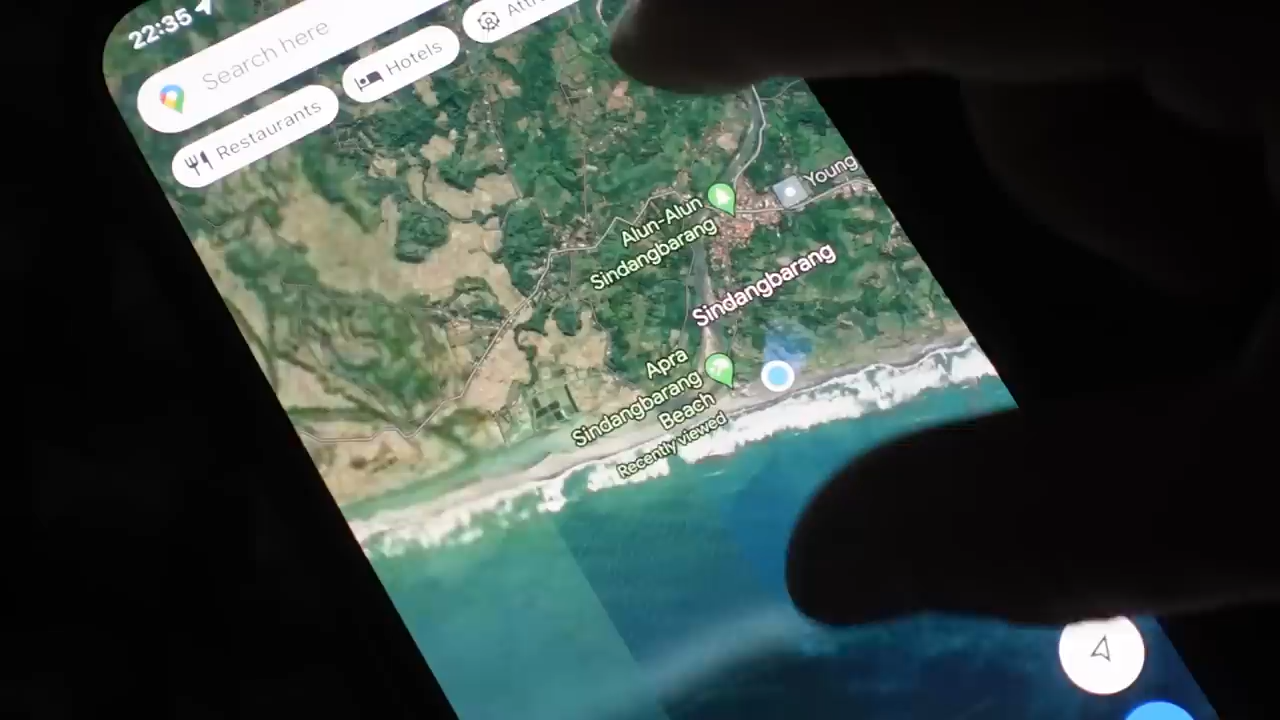 22:35
Search here
Restaurants
Hotels
Young
Alun-Alun
Sindangbarang
Sindangbarang
Apra
Sindangbarang
Beach
Recently viewed